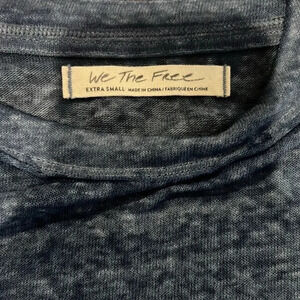 We The Free
EXTRA SMALL MADE IN CHINA / FABRIQUÉ EN CHINE